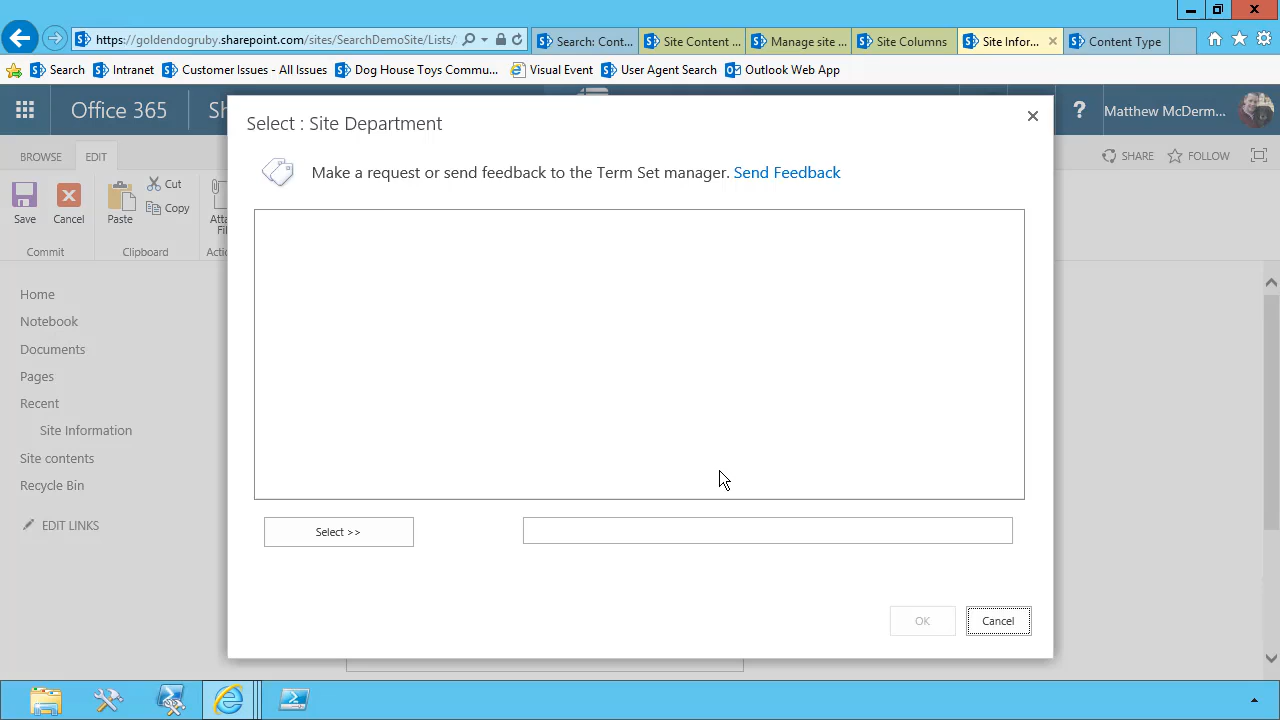 https://goldendogruby.sharepoint.com/sites/SearchDemoSite/Lists/
Search: Cont...
Site Content ...
Manage site ...
Site Columns
Site Infor...
Content Type
Search
Intranet
Customer Issues - All Issues
Dog House Toys Commu...
Visual Event
User Agent Search
Outlook Web App
Office 365
Sh
?
Matthew McDerm...
BROWSE
EDIT
SHARE
FOLLOW
Save
Cancel
Paste
Cut
Copy
Commit
Clipboard
Home
Notebook
Documents
Pages
Recent
Site Information
Site contents
Recycle Bin
EDIT LINKS
Select : Site Department
Make a request or send feedback to the Term Set manager. Send Feedback
Select >>
OK
Cancel